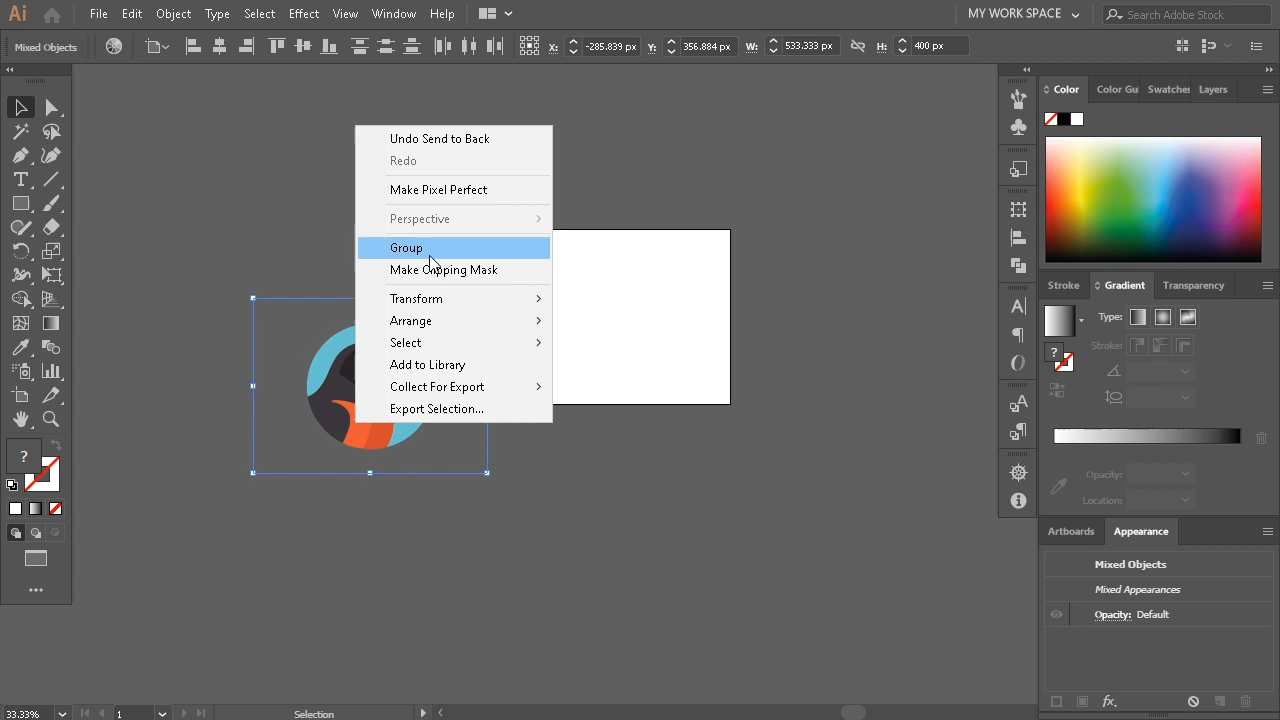 Ai File Edit Object Type Select Effect View Window Help MY WORK SPACE Search Adobe Stock
Mixed Objects X: -285.839 px Y: 356.884 px W: 533.333 px H: 400 px
Color Color Gu Swatches Layers
Undo Send to Back
Redo
Make Pixel Perfect
Perspective
Group
Make Clipping Mask
Transform
Arrange
Select
Add to Library
Collect For Export
Export Selection...
Stroke Gradient Transparency
Type:
Stroke:
Opacity:
Location:
Artboards Appearance
Mixed Objects
Mixed Appearances
Opacity: Default
fx.
? ?
33.33% 1 Selection